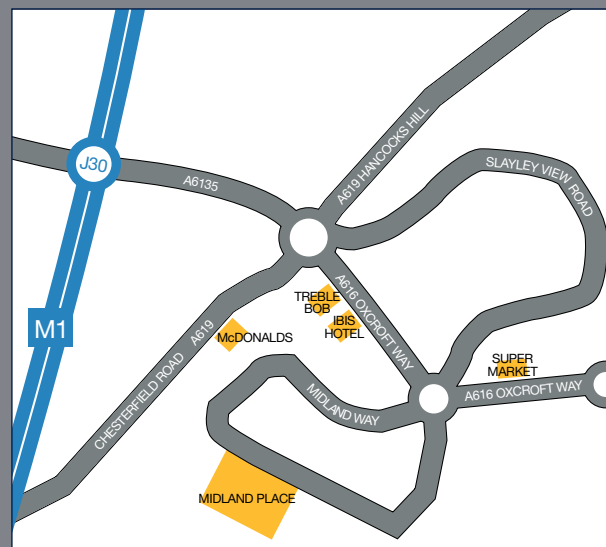 A619 HANCOCKS HILL
J30
SLAYLEY VIEW ROAD
A6135
A616 OXCROFT WAY
TREBLE
BOB
IBIS
HOTEL
M1
McDONALDS
CHESTERFIELD ROAD A619
SUPER
MARKET
A616 OXCROFT WAY
MIDLAND WAY
MIDLAND PLACE